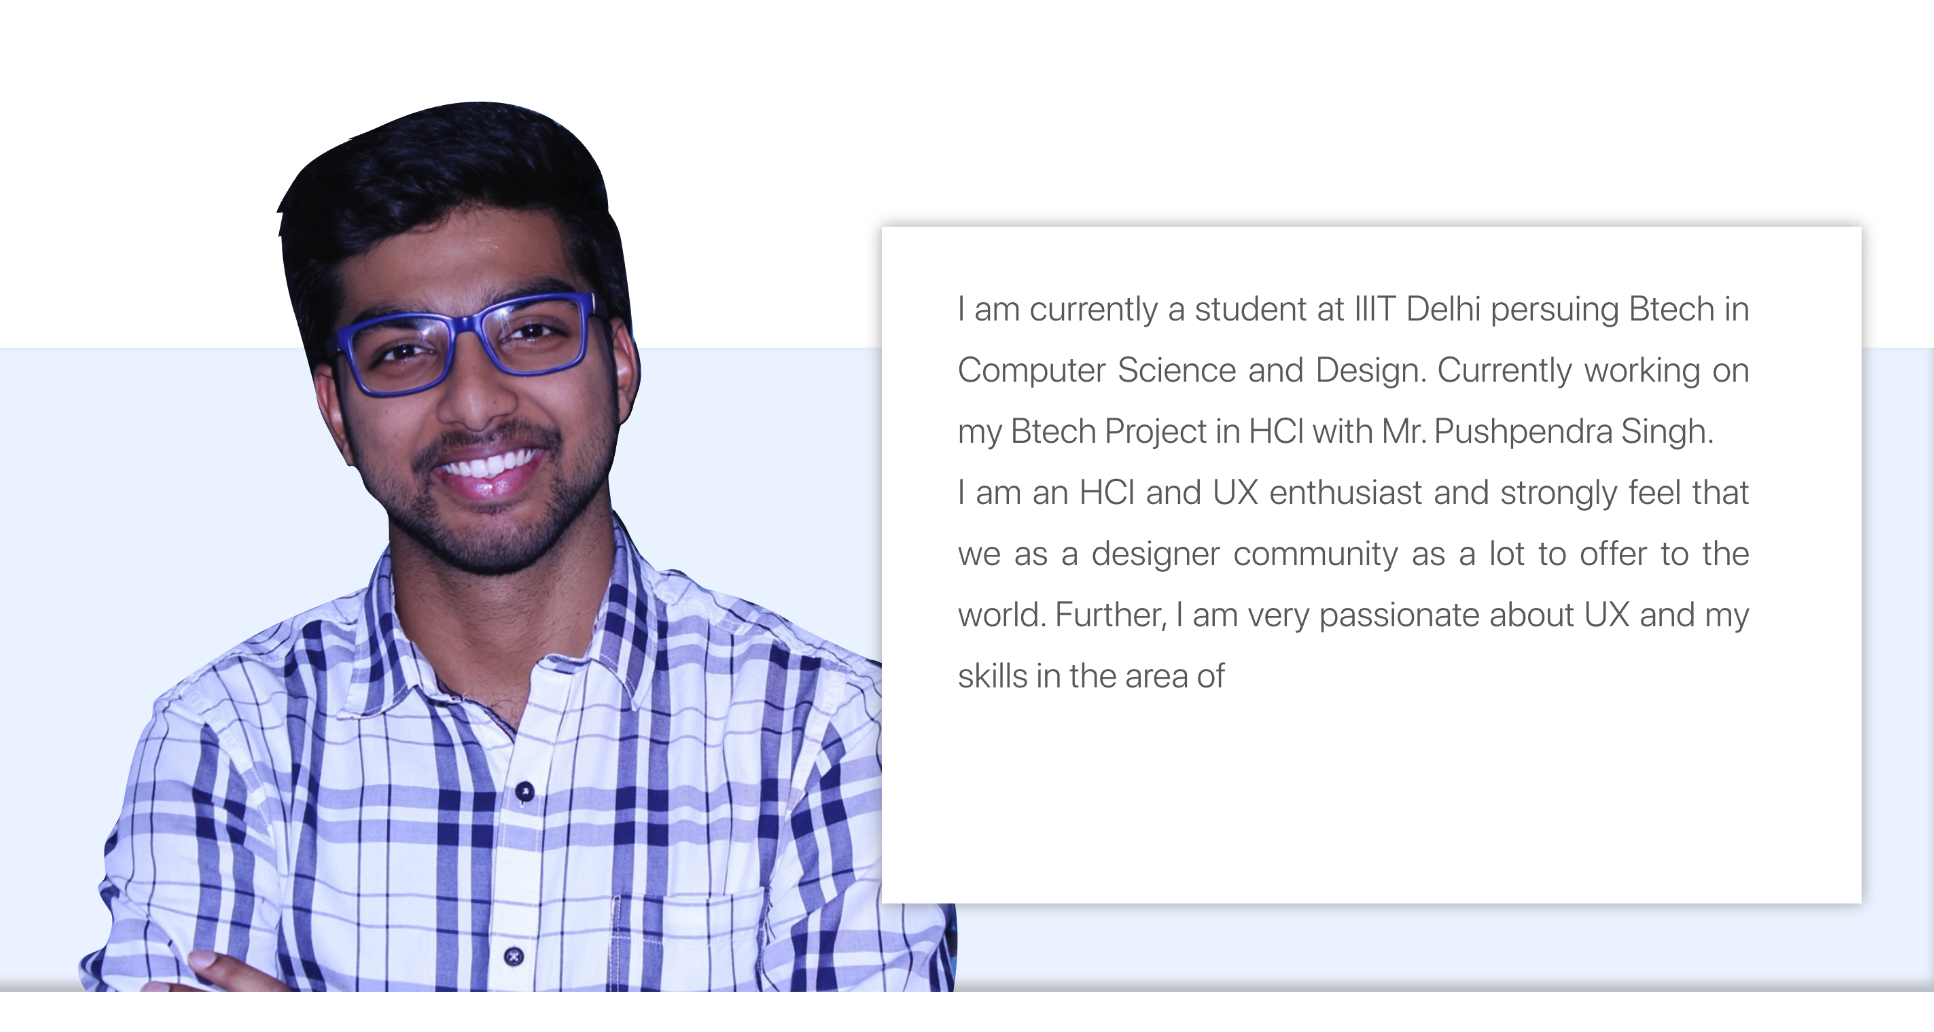 I am currently a student at IIIT Delhi persuing Btech in
Computer Science and Design. Currently working on
my Btech Project in HCI with Mr. Pushpendra Singh.
I am an HCI and UX enthusiast and strongly feel that
we as a designer community as a lot to offer to the
world. Further, I am very passionate about UX and my
skills in the area of